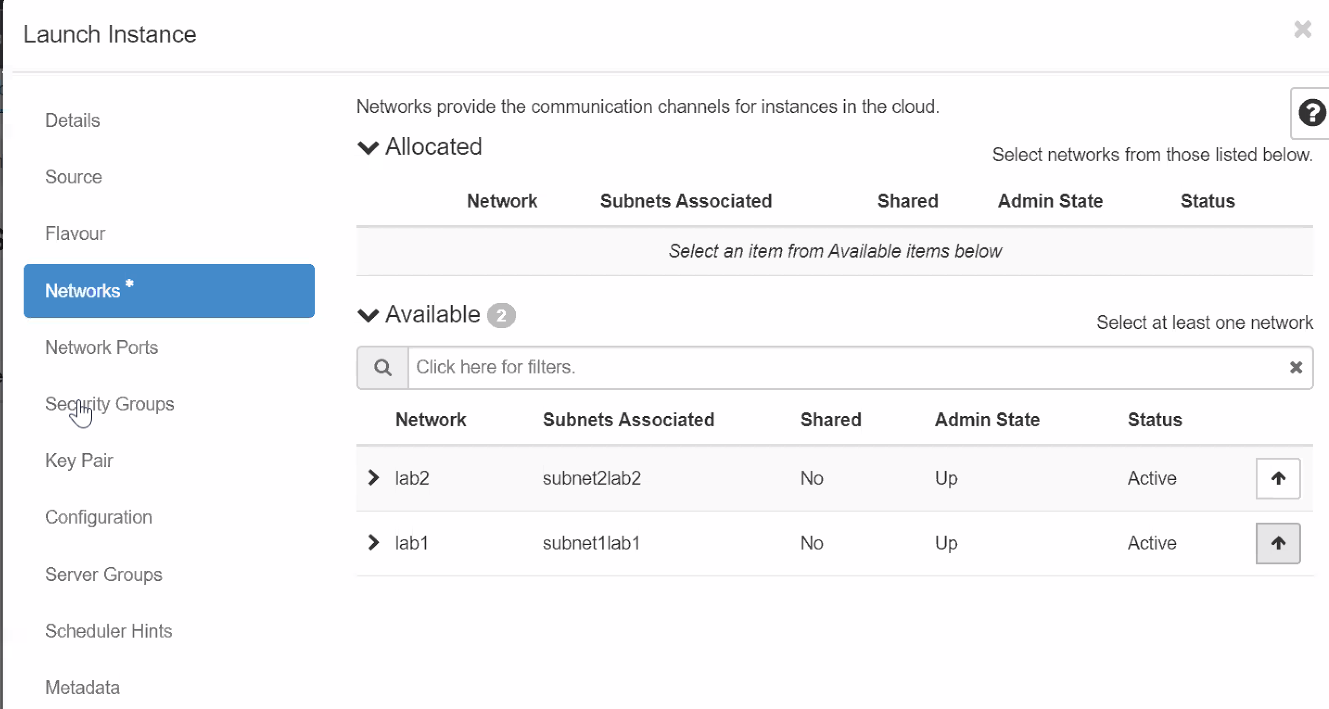 Launch Instance
Details
Source
Flavour
Networks *
Network Ports
Security Groups
Key Pair
Configuration
Server Groups
Scheduler Hints
Metadata
Networks provide the communication channels for instances in the cloud.
Allocated
Select networks from those listed below.
Network Subnets Associated Shared Admin State Status
Select an item from Available items below
Available 2
Select at least one network
Click here for filters.
Network Subnets Associated Shared Admin State Status
lab2 subnet2lab2 No Up Active
lab1 subnet1lab1 No Up Active